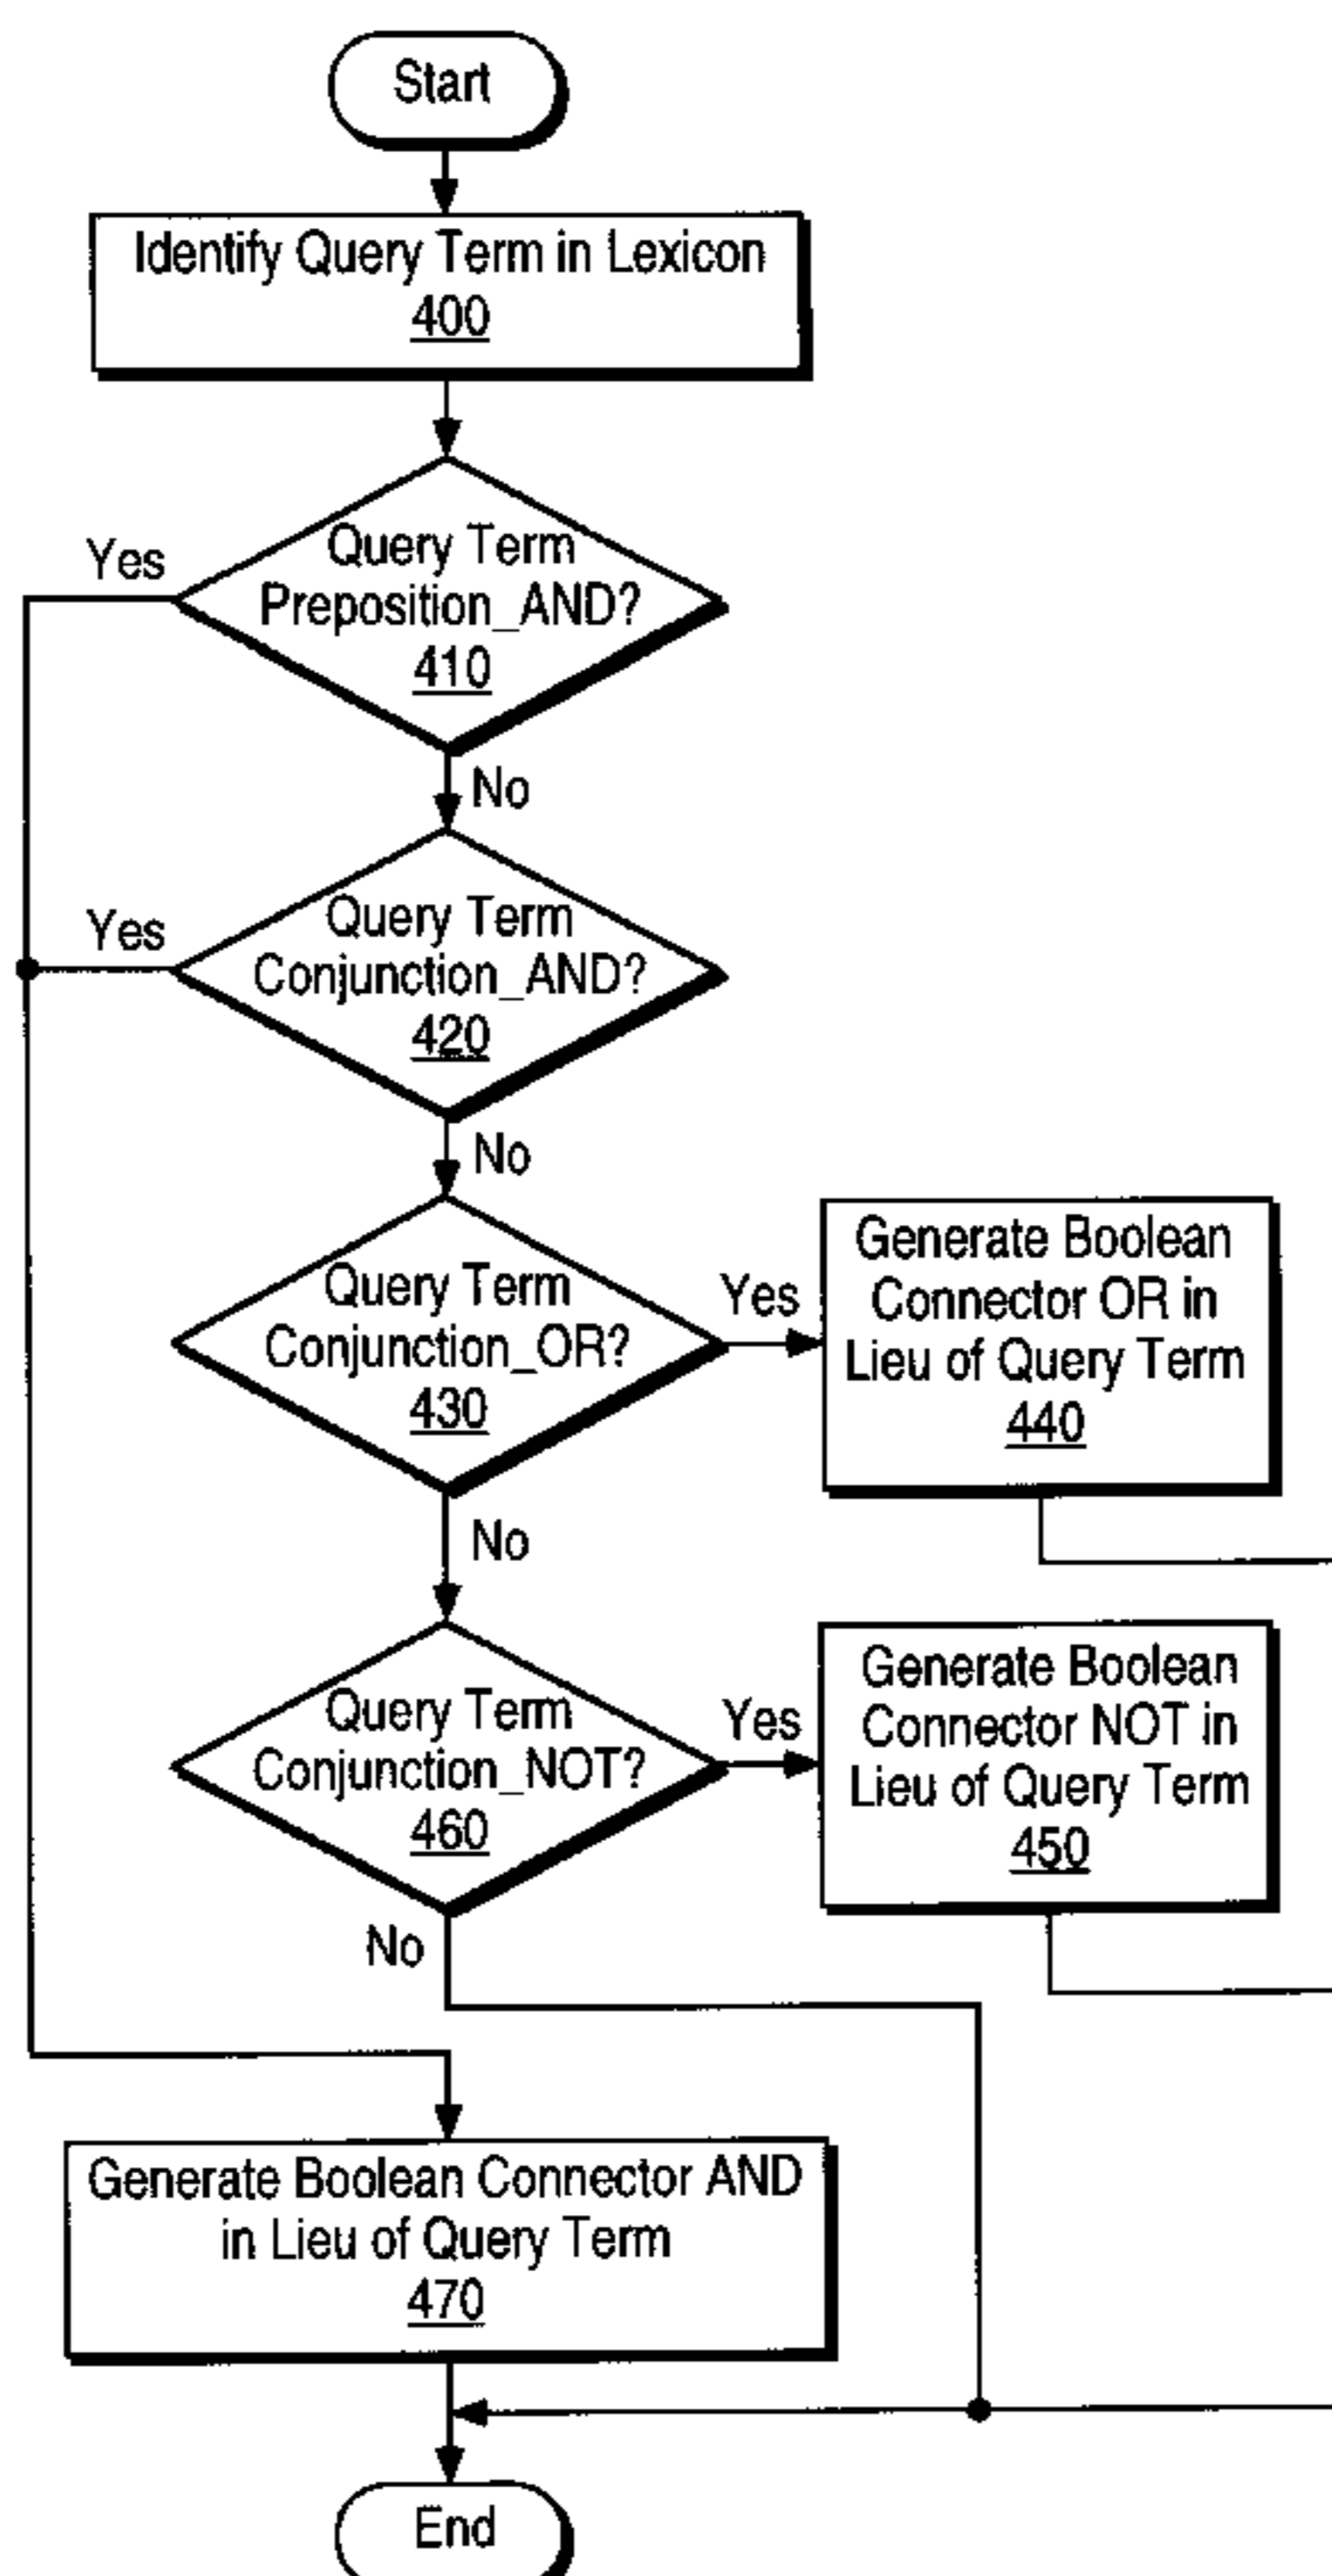 Start
Identify Query Term in Lexicon
400
Query Term
Preposition_AND?
410
Yes
No
Query Term
Conjunction_AND?
420
Yes
No
Query Term
Conjunction_OR?
430
Yes
Generate Boolean
Connector OR in
Lieu of Query Term
440
No
Query Term
Conjunction_NOT?
460
Yes
Generate Boolean
Connector NOT in
Lieu of Query Term
450
No
Generate Boolean Connector AND
in Lieu of Query Term
470
End